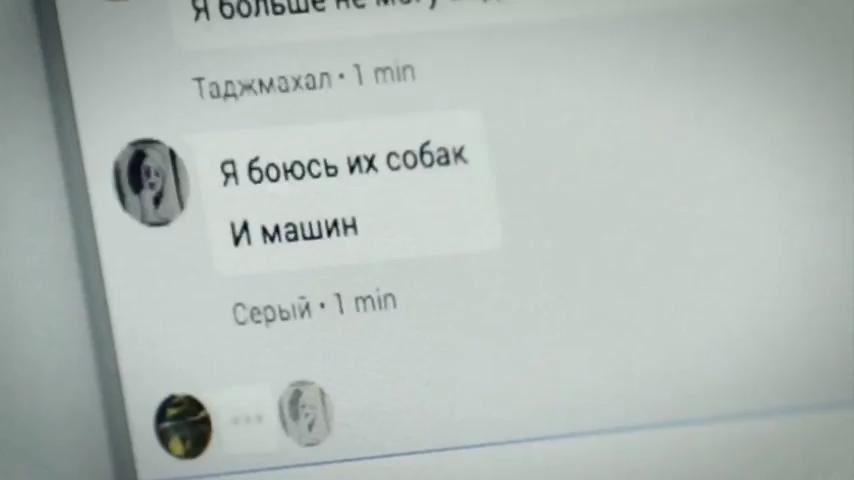 Я больше не могу
Таджмахал • 1 min
Я боюсь их собак
И машин
Серый • 1 min